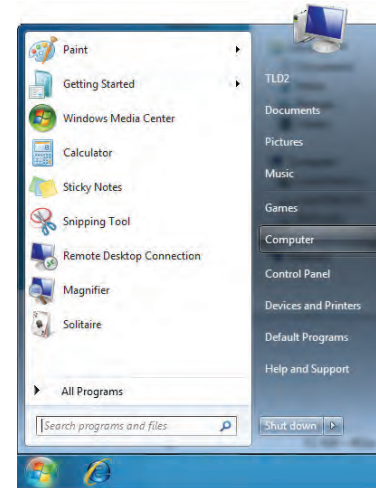 Paint
Getting Started
Windows Media Center
Calculator
Sticky Notes
Snipping Tool
Remote Desktop Connection
Magnifier
Solitaire
All Programs
Search programs and files
TLD2
Documents
Pictures
Music
Games
Computer
Control Panel
Devices and Printers
Default Programs
Help and Support
Shut down